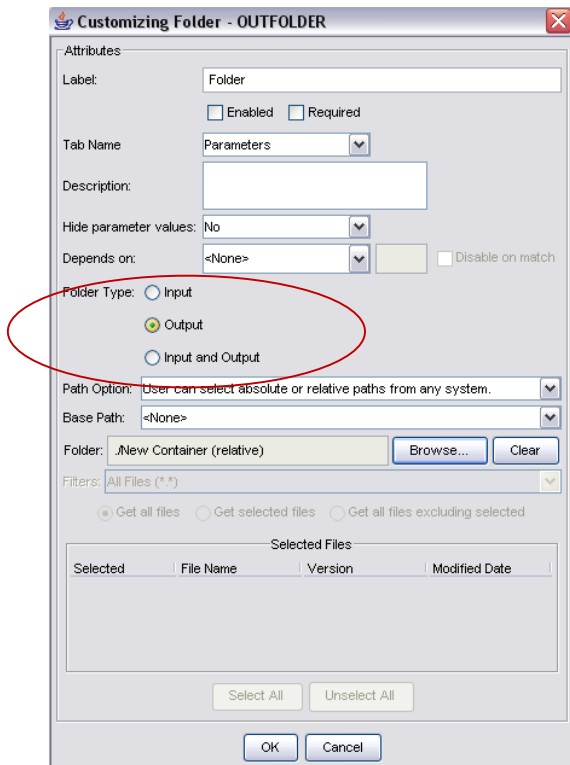 Customizing Folder - OUTFOLDER
Attributes
Label: Folder
Enabled Required
Tab Name Parameters
Description:
Hide parameter values: No
Depends on: <None> Disable on match
Folder Type: Input
Output
Input and Output
Path Option: User can select absolute or relative paths from any system.
Base Path: <None>
Folder: ./New Container (relative) Browse... Clear
Filters: All Files (*.*)
Get all files Get selected files Get all files excluding selected
Selected Files
Selected File Name Version Modified Date
Select All Unselect All
OK Cancel